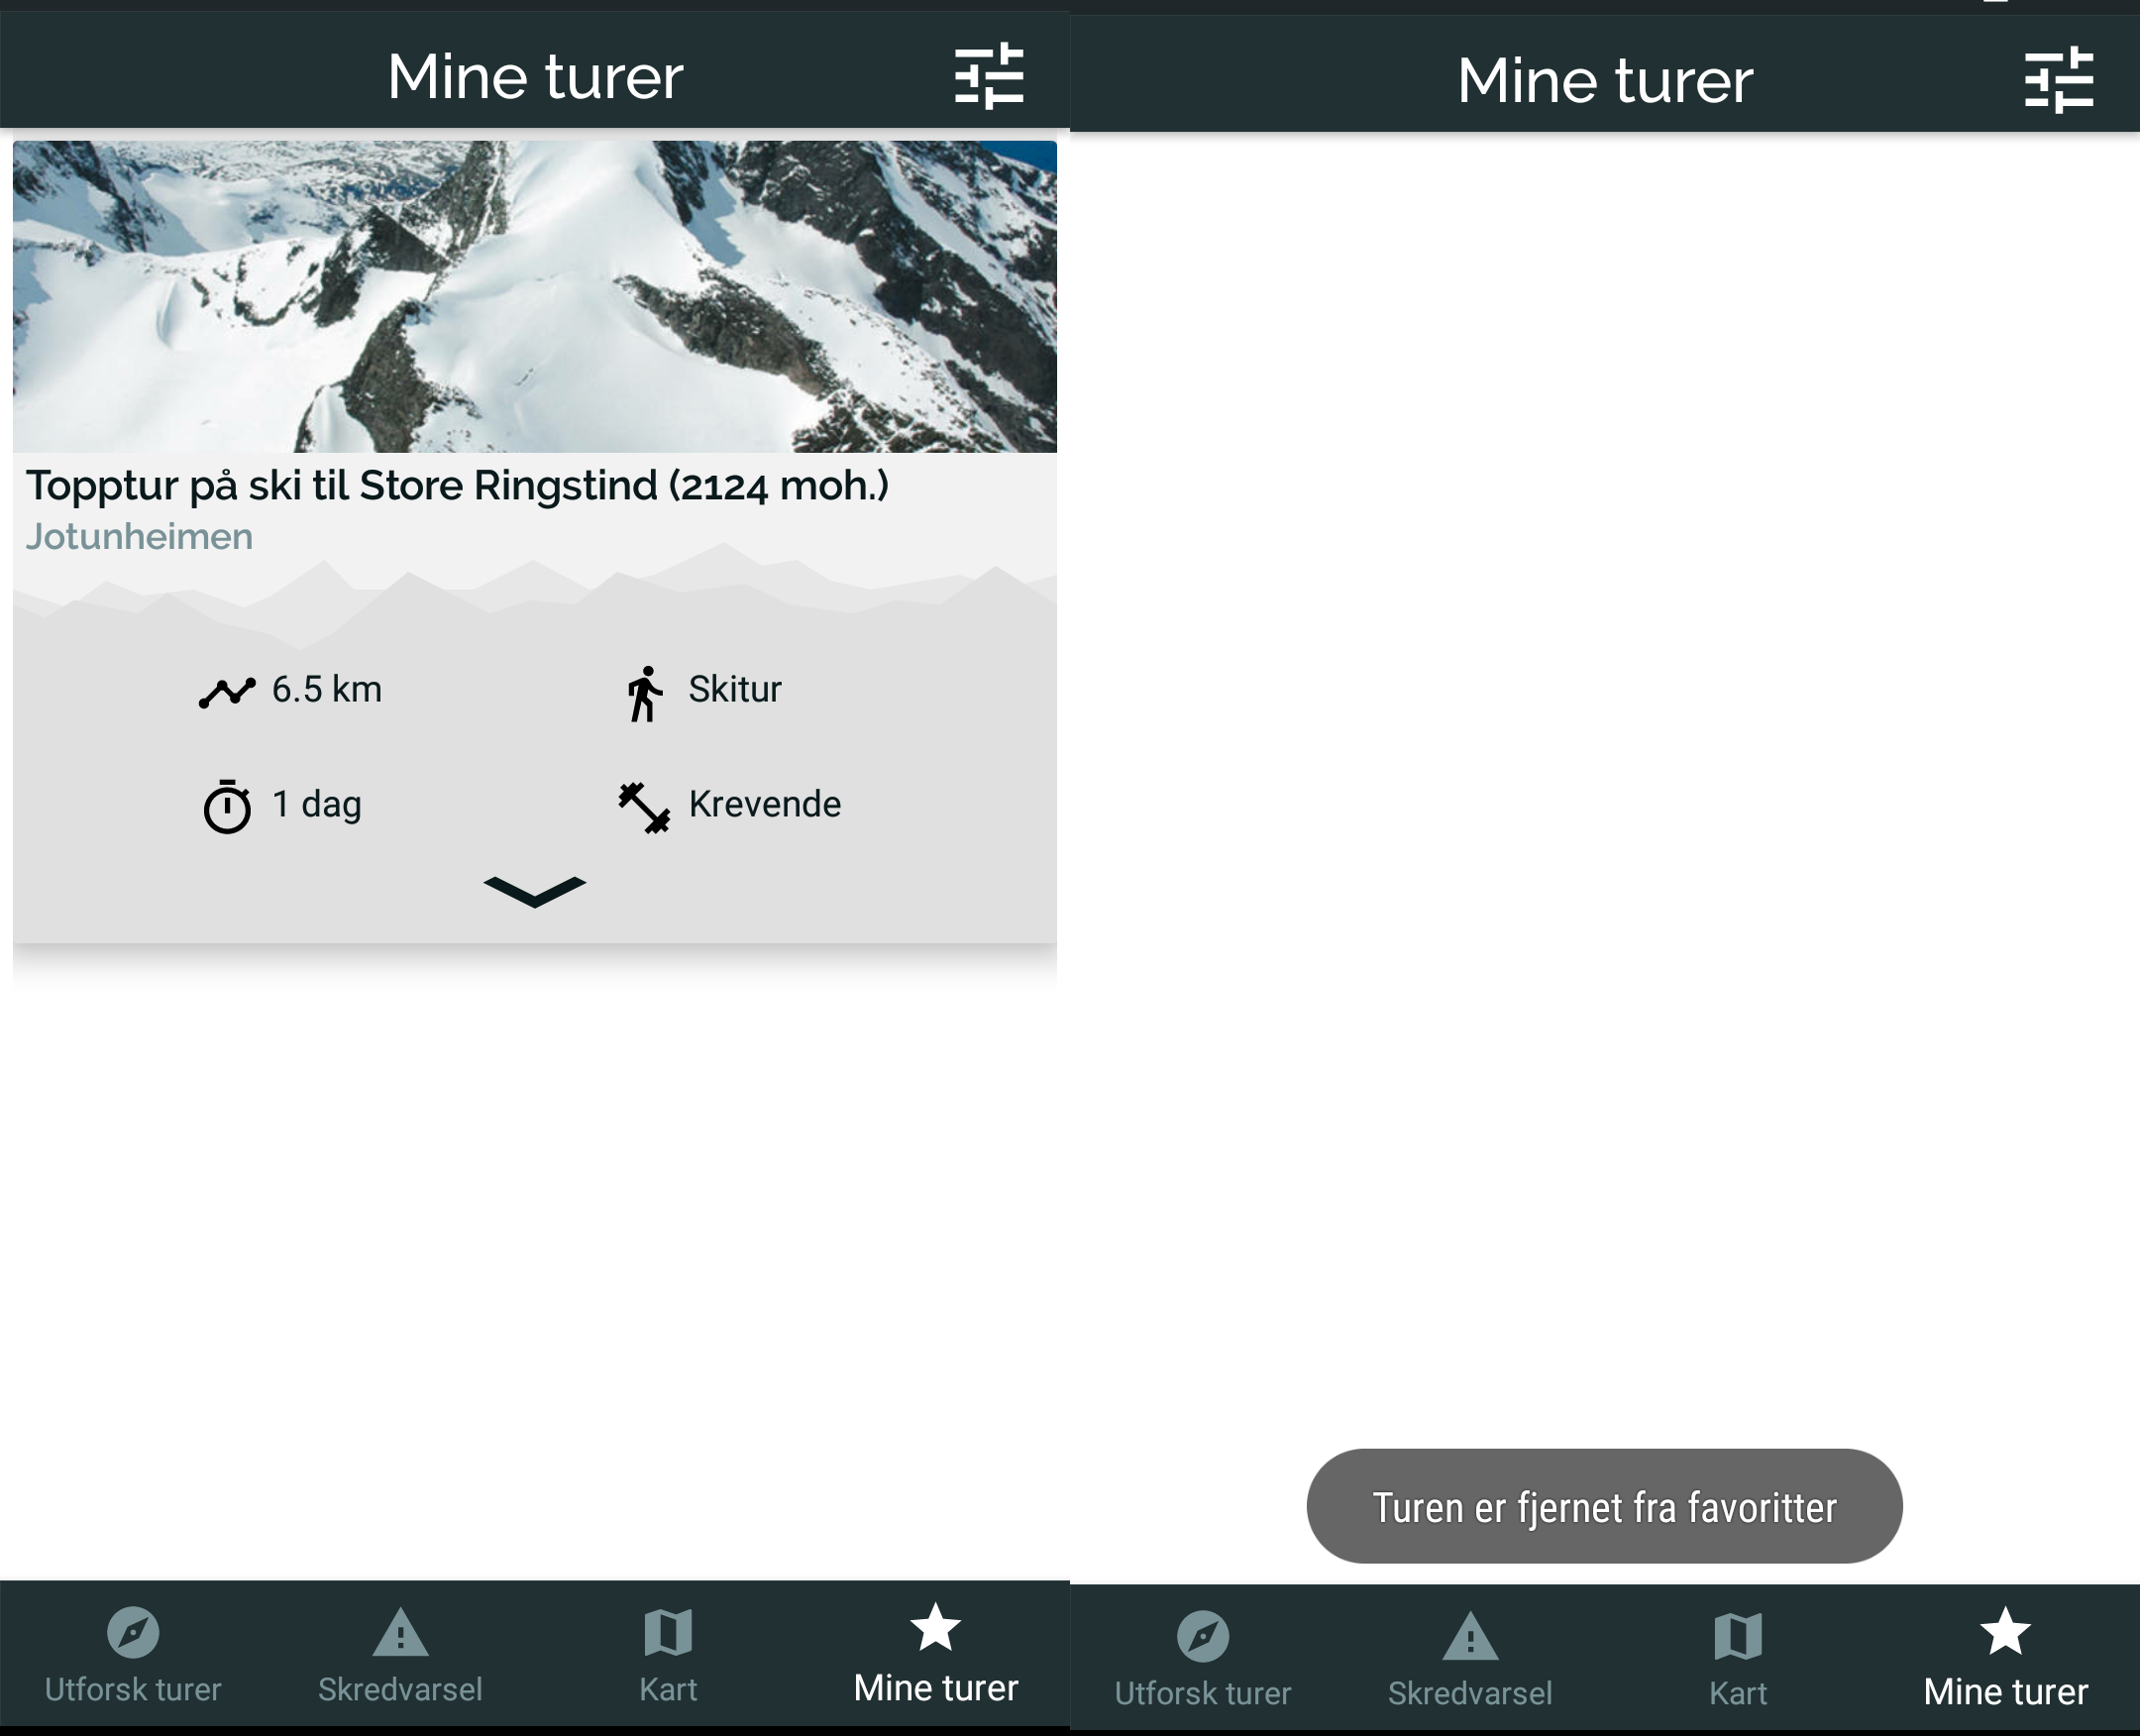 Mine turer
Topptur på ski til Store Ringstind (2124 moh.)
Jotunheimen
6.5 km
Skitur
1 dag
Krevende
Utforsk turer
Skredvarsel
Kart
Mine turer
Mine turer
Turen er fjernet fra favoritter
Utforsk turer
Skredvarsel
Kart
Mine turer